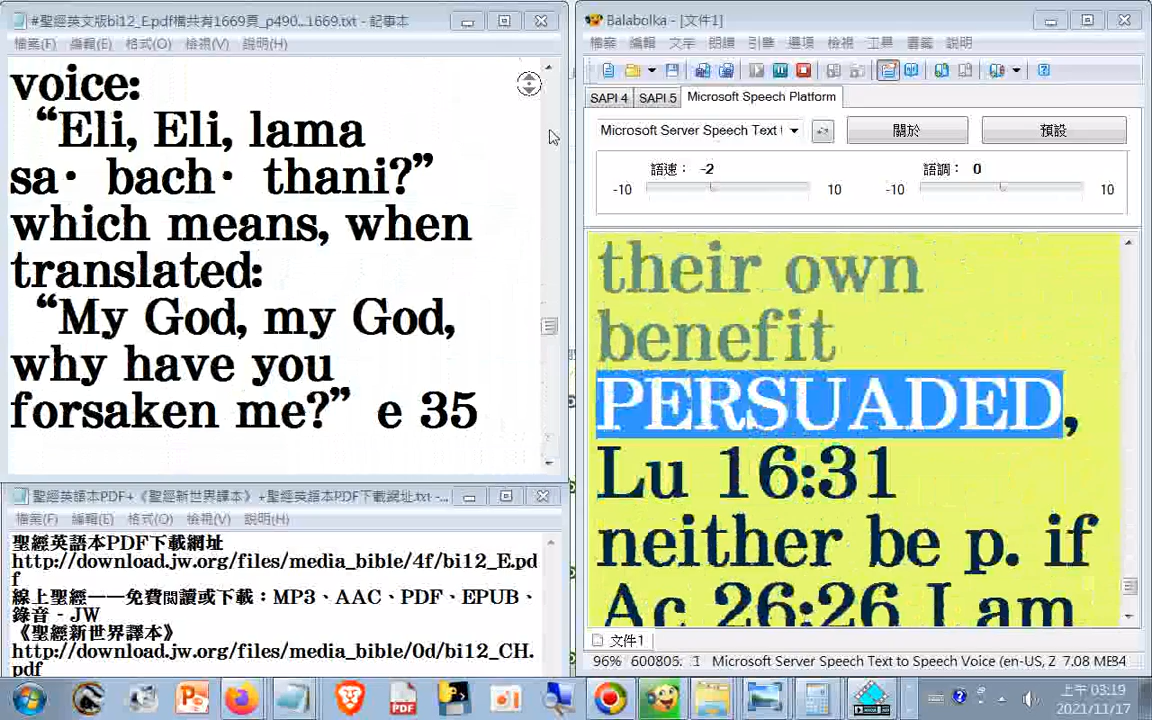 #聖經英文版bi12_E.pdf橫共有1669頁_p490...1669.txt - 記事本
檔案(F) 編輯(E) 格式(O) 檢視(V) 說明(H)
voice:
“Eli, Eli, lama
sa· bach· thani?”
which means, when
translated:
“My God, my God,
why have you
forsaken me?” e 35
聖經英語本PDF+《聖經新世界譯本》+聖經英語本PDF下載網址.txt -...
檔案(F) 編輯(E) 格式(O) 檢視(V) 說明(H)
聖經英語本PDF下載網址
http://download.jw.org/files/media_bible/4f/bi12_E.pd
f
線上聖經——免費閱讀或下載：MP3、AAC、PDF、EPUB、
錄音 - JW
《聖經新世界譯本》
http://download.jw.org/files/media_bible/0d/bi12_CH.
pdf
Balabolka - [文件1]
檔案 編輯 文字 朗讀 引擎 選項 檢視 工具 書籤 說明
SAPI 4 SAPI 5 Microsoft Speech Platform
Microsoft Server Speech Text 關於 預設
語速： -2 語調： 0
-10 10 -10 10
their own
benefit
PERSUADED,
Lu 16:31
neither be p. if
Ac 26:26 I am
文件1
96% 600805: 1 Microsoft Server Speech Text to Speech Voice (en-US, Z 7.08 MB
上午 03:19
2021/11/17